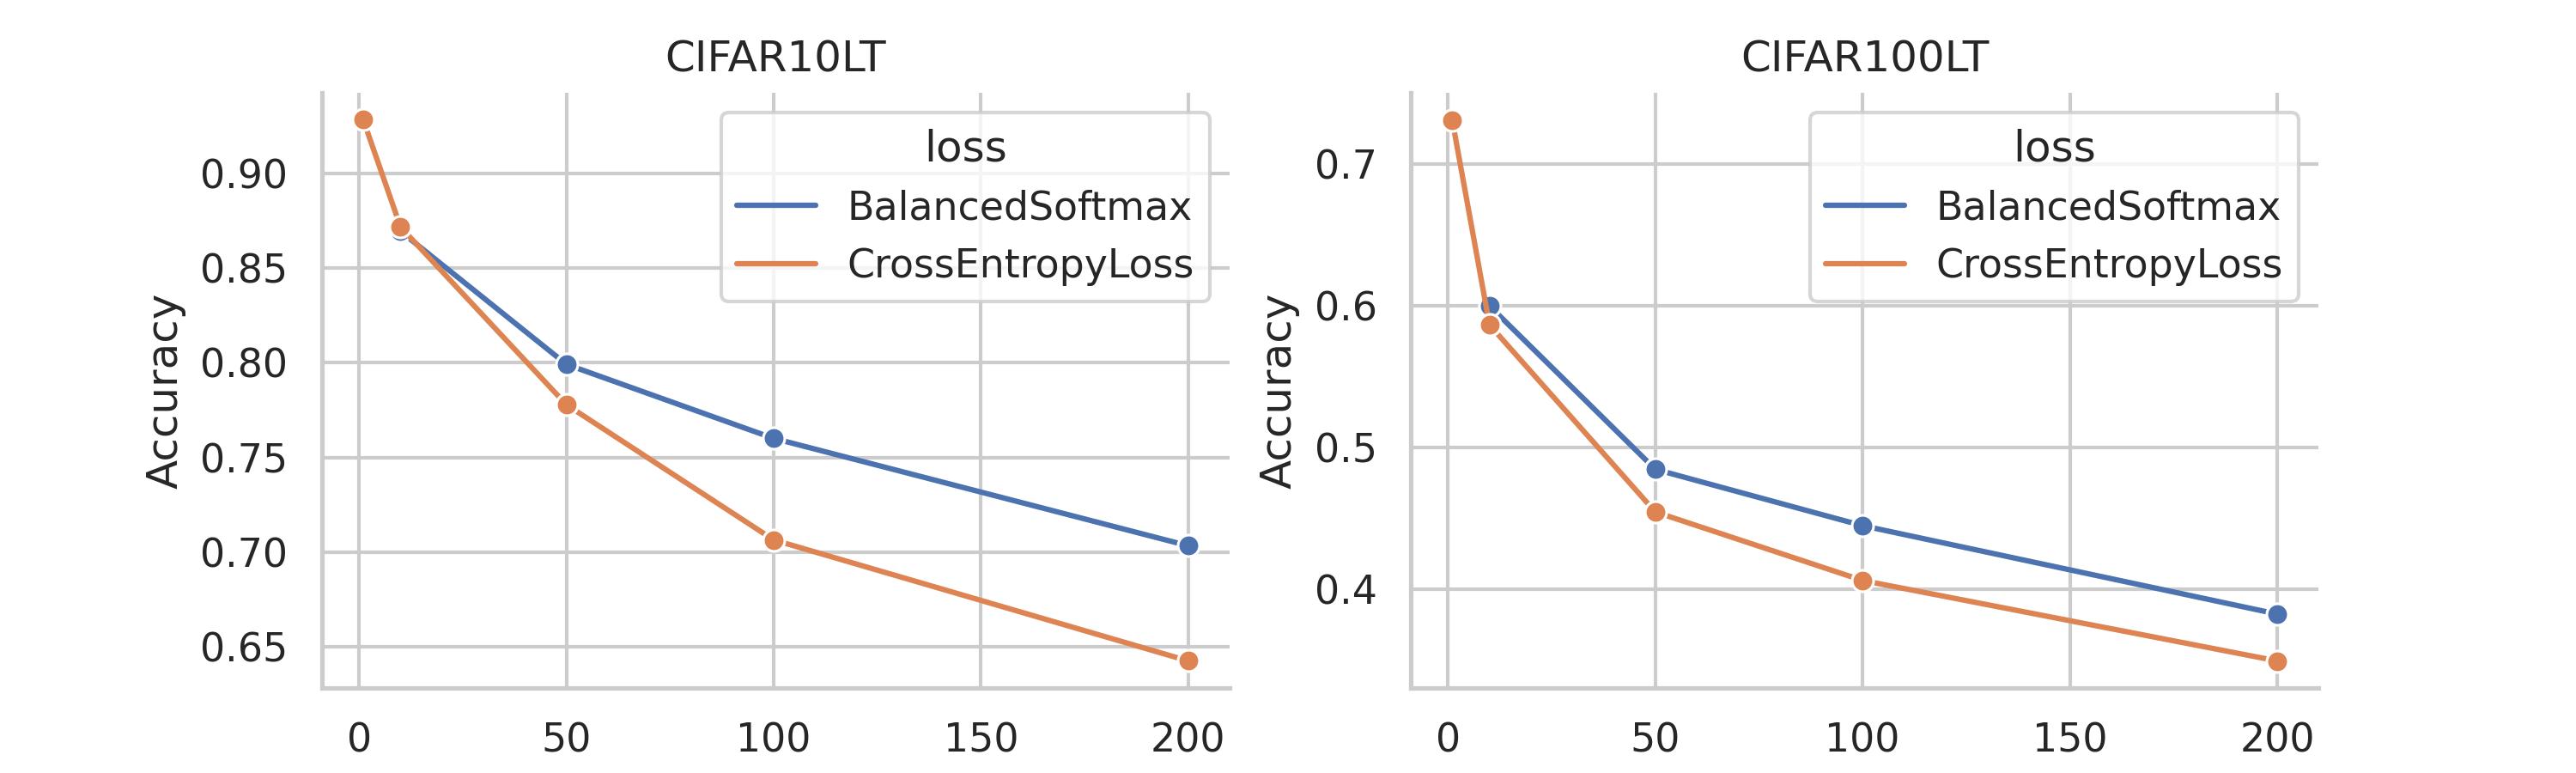 CIFAR10LT
Accuracy
0.90
0.85
0.80
0.75
0.70
0.65
0 50 100 150 200
loss
BalancedSoftmax
CrossEntropyLoss
CIFAR100LT
Accuracy
0.7
0.6
0.5
0.4
0 50 100 150 200
loss
BalancedSoftmax
CrossEntropyLoss